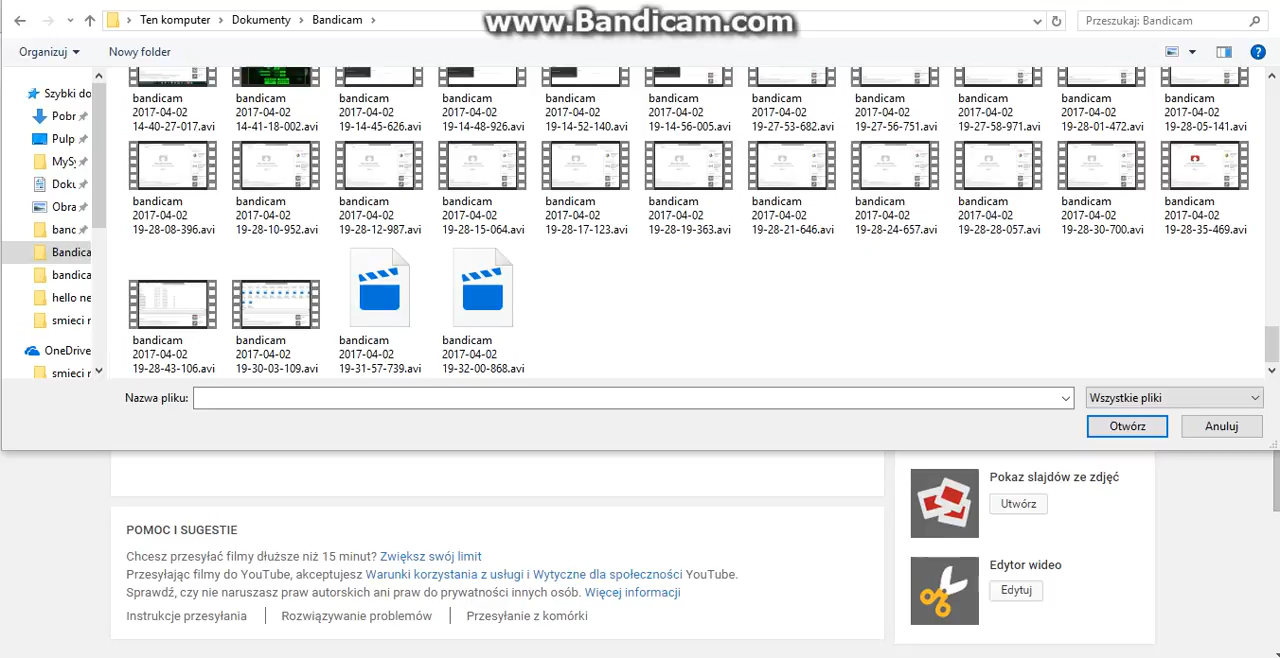 Ten komputer > Dokumenty > Bandicam >
www.Bandicam.com
Przeszukaj: Bandicam
Organizuj
Nowy folder
Szybki do
Pobr
Pulp
MyS
Doku
Obra
banc
Bandica
bandica
hello ne
smieci r
OneDrive
smieci r
bandicam 2017-04-02 14-40-27-017.avi
bandicam 2017-04-02 14-41-18-002.avi
bandicam 2017-04-02 19-14-45-626.avi
bandicam 2017-04-02 19-14-48-926.avi
bandicam 2017-04-02 19-14-52-140.avi
bandicam 2017-04-02 19-14-56-005.avi
bandicam 2017-04-02 19-27-53-682.avi
bandicam 2017-04-02 19-27-56-751.avi
bandicam 2017-04-02 19-27-58-971.avi
bandicam 2017-04-02 19-28-01-472.avi
bandicam 2017-04-02 19-28-05-141.avi
bandicam 2017-04-02 19-28-08-396.avi
bandicam 2017-04-02 19-28-10-952.avi
bandicam 2017-04-02 19-28-12-987.avi
bandicam 2017-04-02 19-28-15-064.avi
bandicam 2017-04-02 19-28-17-123.avi
bandicam 2017-04-02 19-28-19-363.avi
bandicam 2017-04-02 19-28-21-646.avi
bandicam 2017-04-02 19-28-24-657.avi
bandicam 2017-04-02 19-28-28-057.avi
bandicam 2017-04-02 19-28-30-700.avi
bandicam 2017-04-02 19-28-35-469.avi
bandicam 2017-04-02 19-28-43-106.avi
bandicam 2017-04-02 19-30-03-109.avi
bandicam 2017-04-02 19-31-57-739.avi
bandicam 2017-04-02 19-32-00-868.avi
Nazwa pliku:
Wszystkie pliki
Otwórz
Anuluj
POMOC I SUGESTIE
Chcesz przesyłać filmy dłuższe niż 15 minut? Zwiększ swój limit
Przesyłając filmy do YouTube, akceptujesz Warunki korzystania z usługi i Wytyczne dla społeczności YouTube.
Sprawdź, czy nie naruszasz praw autorskich ani praw do prywatności innych osób. Więcej informacji
Instrukcje przesyłania
Rozwiązywanie problemów
Przesyłanie z komórki
Pokaz slajdów ze zdjęć
Utwórz
Edytor wideo
Edytuj